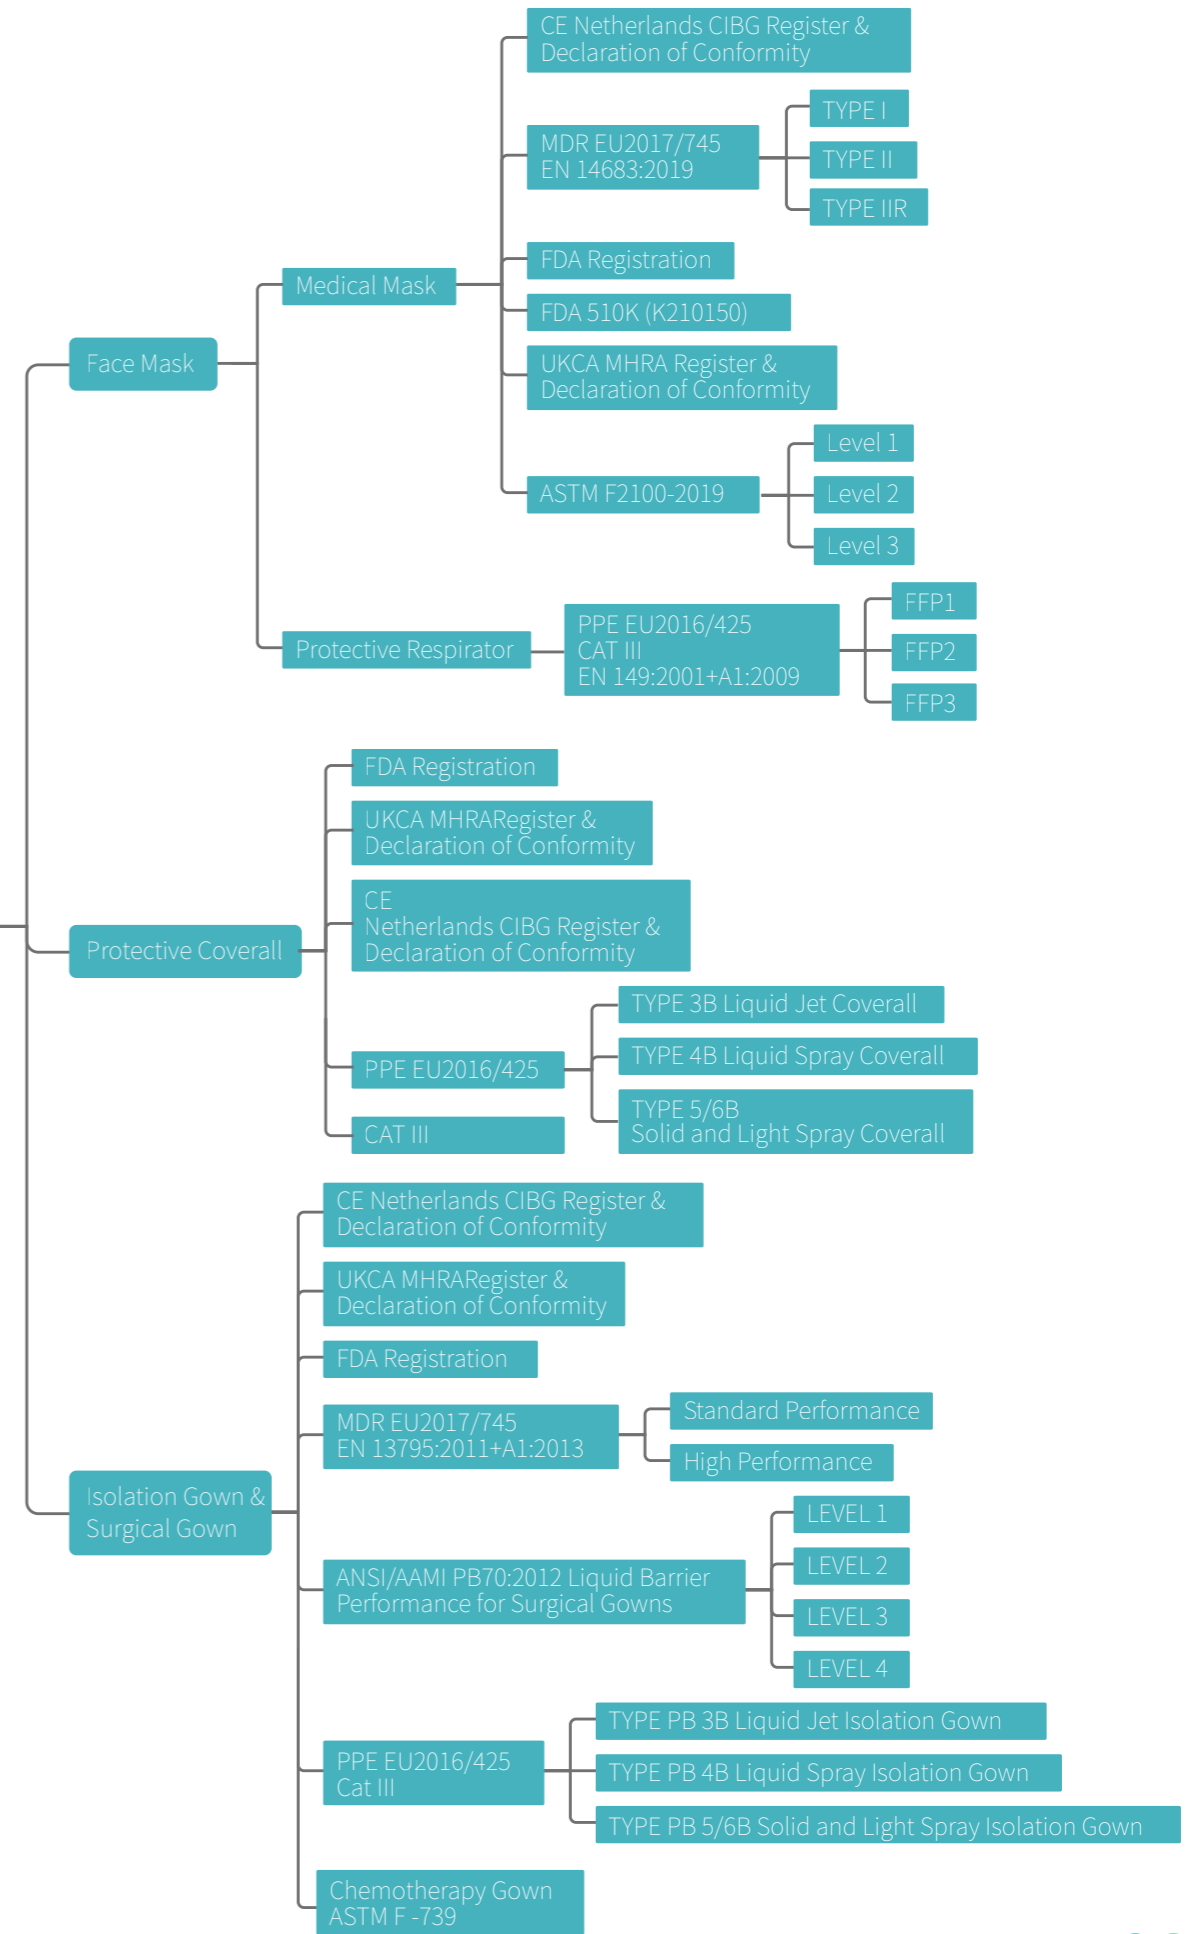 CE Netherlands CIBG Register &
Declaration of Conformity
MDR EU2017/745
EN 14683:2019
TYPE I
TYPE II
TYPE IIR
FDA Registration
Medical Mask
FDA 510K (K210150)
Face Mask
UKCA MHRA Register &
Declaration of Conformity
ASTM F2100-2019
Level 1
Level 2
Level 3
Protective Respirator
PPE EU2016/425
CAT III
EN 149:2001+A1:2009
FFP1
FFP2
FFP3
FDA Registration
UKCA MHRARegister &
Declaration of Conformity
CE
Netherlands CIBG Register &
Declaration of Conformity
Protective Coverall
PPE EU2016/425
TYPE 3B Liquid Jet Coverall
TYPE 4B Liquid Spray Coverall
TYPE 5/6B
Solid and Light Spray Coverall
CAT III
CE Netherlands CIBG Register &
Declaration of Conformity
UKCA MHRARegister &
Declaration of Conformity
FDA Registration
MDR EU2017/745
EN 13795:2011+A1:2013
Standard Performance
High Performance
Isolation Gown &
Surgical Gown
ANSI/AAMI PB70:2012 Liquid Barrier
Performance for Surgical Gowns
LEVEL 1
LEVEL 2
LEVEL 3
LEVEL 4
PPE EU2016/425
Cat III
TYPE PB 3B Liquid Jet Isolation Gown
TYPE PB 4B Liquid Spray Isolation Gown
TYPE PB 5/6B Solid and Light Spray Isolation Gown
Chemotherapy Gown
ASTM F -739